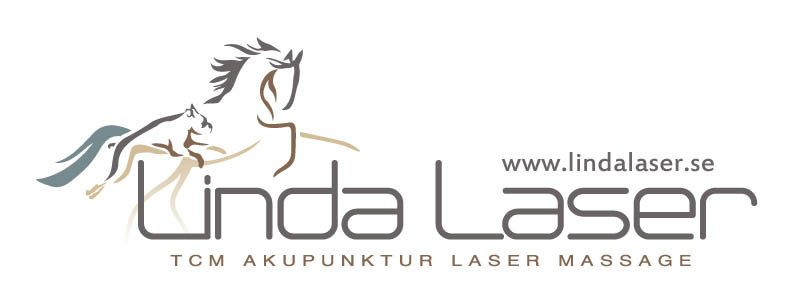 www.lindalaser.se
Linda Laser
TCM AKUPUNKTUR LASER MASSAGE